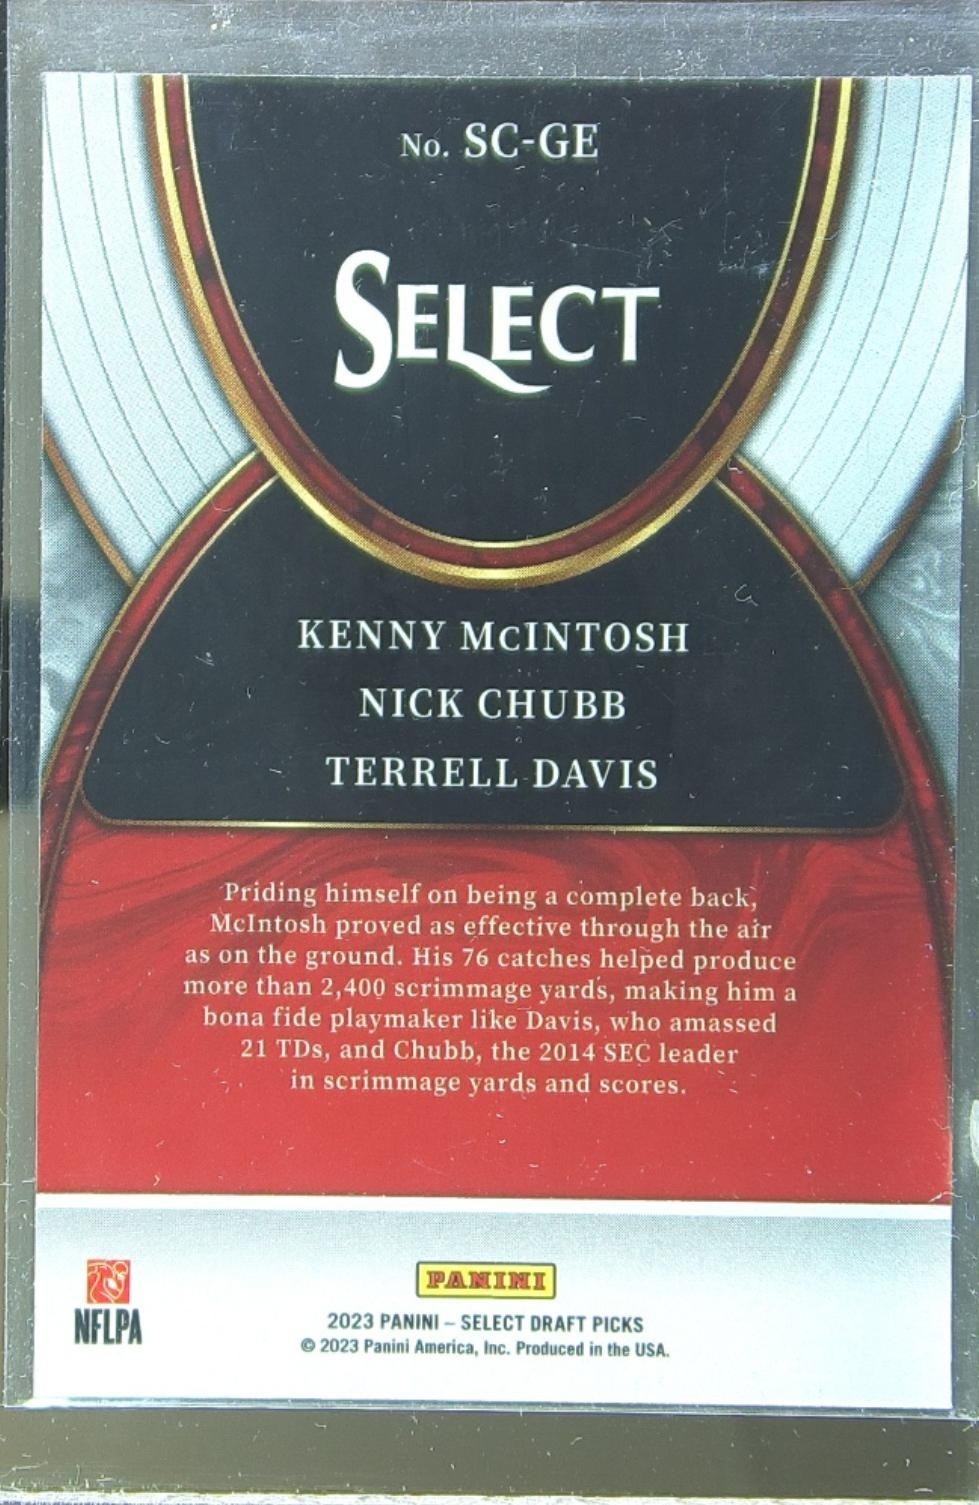 No. SC-GE
SELECT
KENNY McINTOSH
NICK CHUBB
TERRELL DAVIS
Priding himself on being a complete back,
McIntosh proved as effective through the air
as on the ground. His 76 catches helped produce
more than 2,400 scrimmage yards, making him a
bona fide playmaker like Davis, who amassed
21 TDs, and Chubb, the 2014 SEC leader
in scrimmage yards and scores.
PANINI
NFLPA
2023 PANINI – SELECT DRAFT PICKS
© 2023 Panini America, Inc. Produced in the USA.